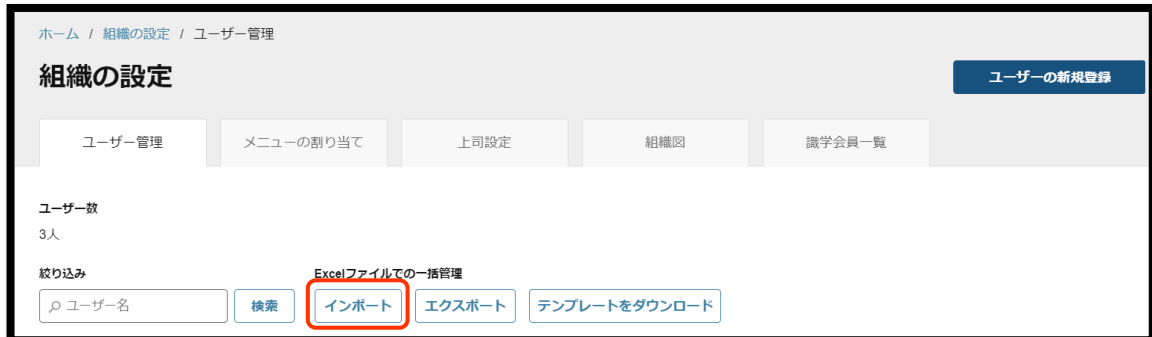 ホーム / 組織の設定 / ユーザー管理
組織の設定
ユーザーの新規登録
ユーザー管理 メニューの割り当て 上司設定 組織図 識学会員一覧
ユーザー数
3人
絞り込み Excelファイルでの一括管理
ユーザー名 検索 インポート エクスポート テンプレートをダウンロード